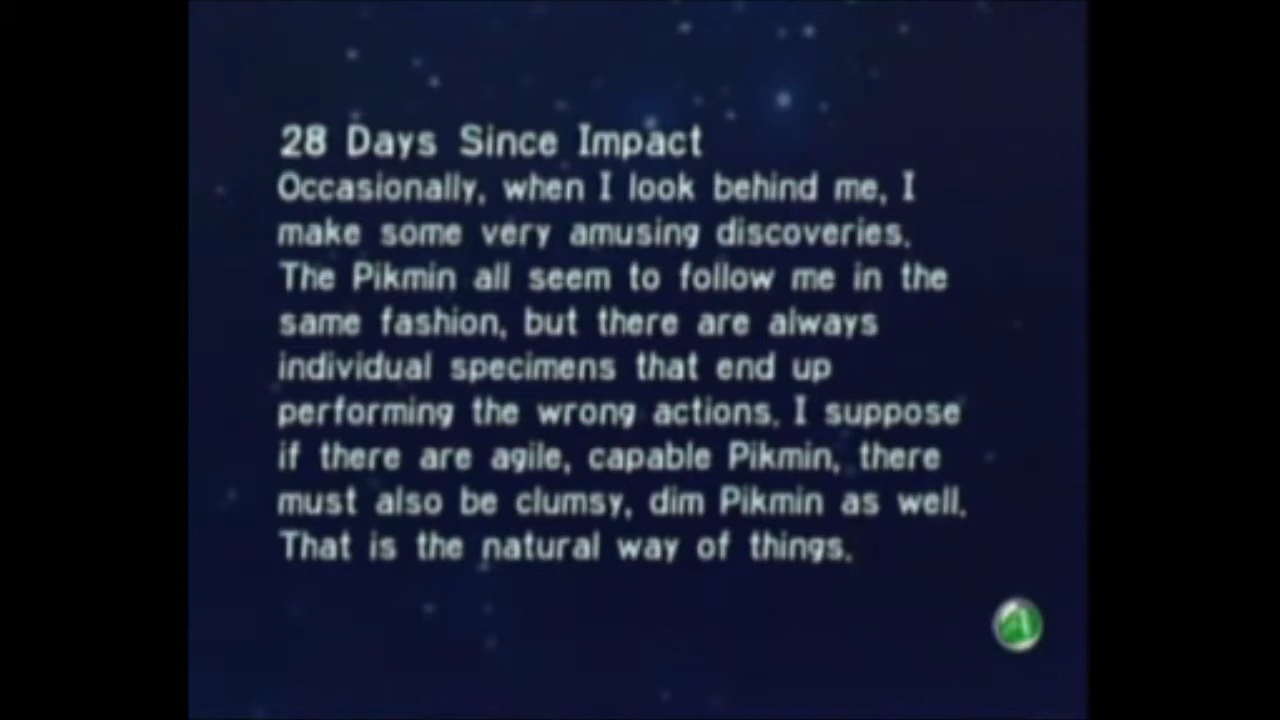 28 Days Since Impact
Occasionally, when I look behind me, I
make some very amusing discoveries.
The Pikmin all seem to follow me in the
same fashion, but there are always
individual specimens that end up
performing the wrong actions. I suppose
if there are agile, capable Pikmin, there
must also be clumsy, dim Pikmin as well.
That is the natural way of things.
A